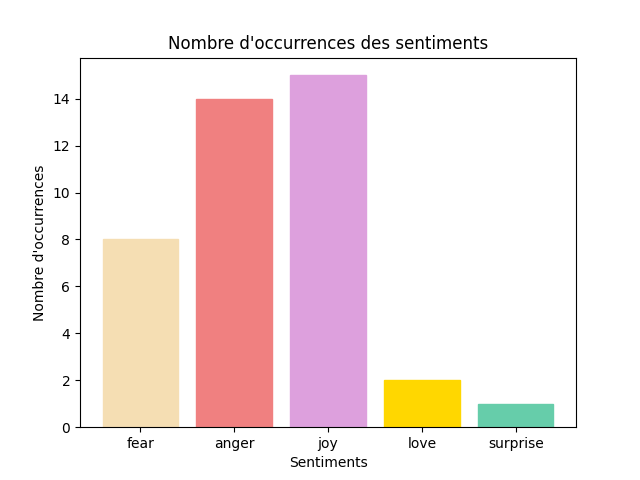 Nombre d'occurrences des sentiments
Nombre d'occurrences
14
12
10
8
6
4
2
0
fear anger joy love surprise
Sentiments